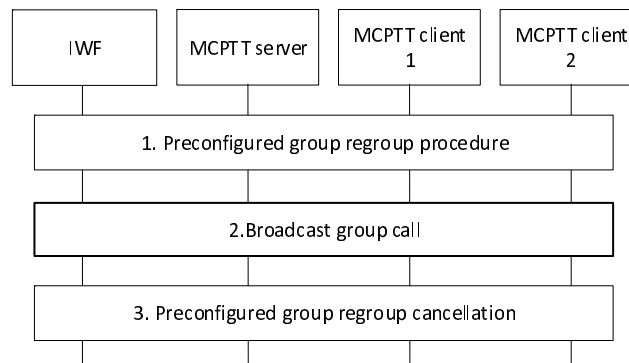 IWF
MCPTT server
MCPTT client
1
MCPTT client
2
1. Preconfigured group regroup procedure
2.Broadcast group call
3. Preconfigured group regroup cancellation